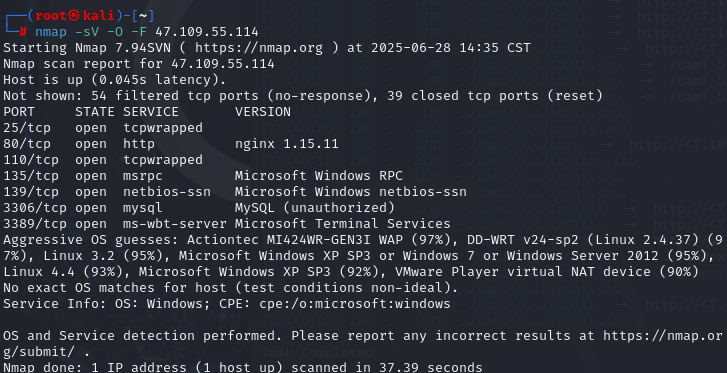 ┌──(root㉿kali)-[~]
└─# nmap -sV -O -F 47.109.55.114
Starting Nmap 7.94SVN ( https://nmap.org ) at 2025-06-28 14:35 CST
Nmap scan report for 47.109.55.114
Host is up (0.045s latency).
Not shown: 54 filtered tcp ports (no-response), 39 closed tcp ports (reset)
PORT     STATE SERVICE       VERSION
25/tcp   open  tcpwrapped
80/tcp   open  http          nginx 1.15.11
110/tcp  open  tcpwrapped
135/tcp  open  msrpc         Microsoft Windows RPC
139/tcp  open  netbios-ssn   Microsoft Windows netbios-ssn
3306/tcp open  mysql         MySQL (unauthorized)
3389/tcp open  ms-wbt-server Microsoft Terminal Services
Aggressive OS guesses: Actiontec MI424WR-GEN3I WAP (97%), DD-WRT v24-sp2 (Linux 2.4.37) (9
7%), Linux 3.2 (95%), Microsoft Windows XP SP3 or Windows 7 or Windows Server 2012 (95%),
Linux 4.4 (93%), Microsoft Windows XP SP3 (92%), VMware Player virtual NAT device (90%)
No exact OS matches for host (test conditions non-ideal).
Service Info: OS: Windows; CPE: cpe:/o:microsoft:windows

OS and Service detection performed. Please report any incorrect results at https://nmap.or
g/submit/ .
Task Completed
Nmap done: 1 IP address (1 host up) scanned in 37.39 seconds